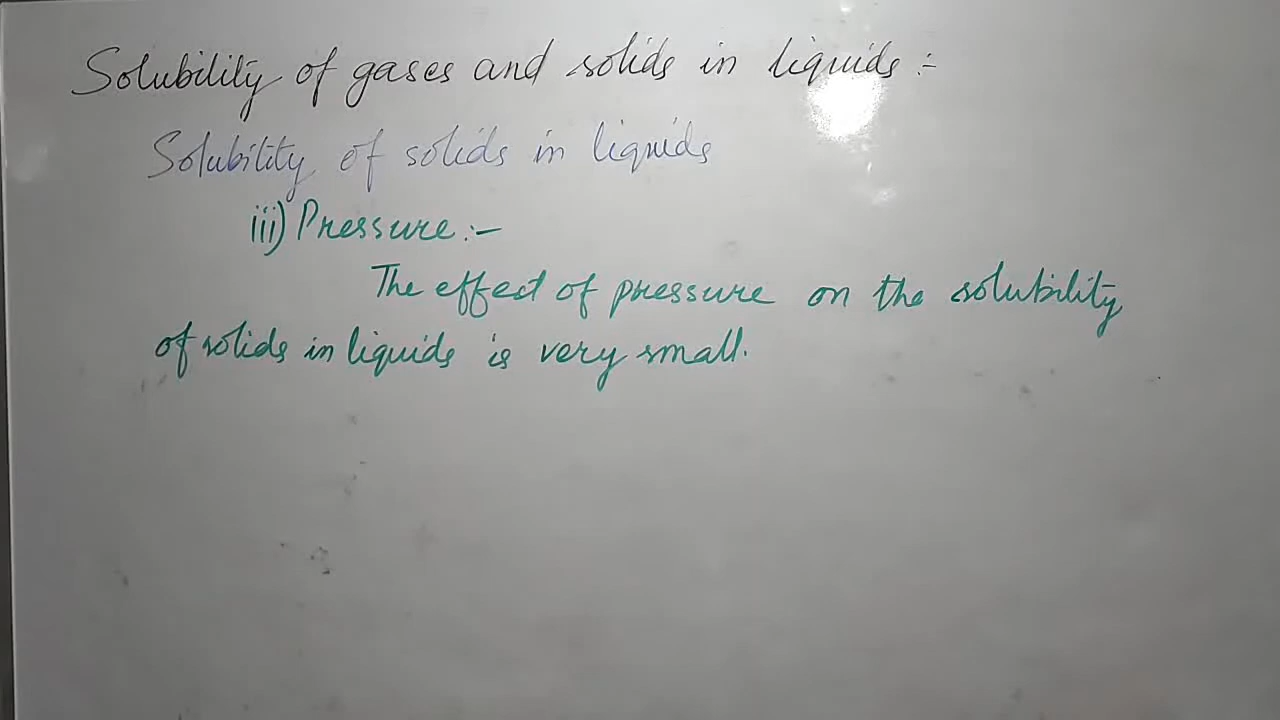 Solubility of gases and solids in liquids :-
Solubility of solids in liquids
iii) Pressure :-
The effect of pressure on the solubility
of solids in liquids is very small.